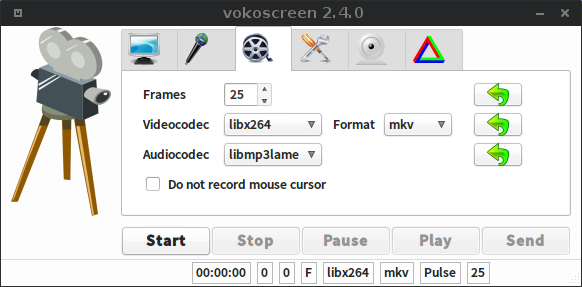 vokoscreen 2.4.0
Frames 25
Videocodec libx264 Format mkv
Audiocodec libmp3lame
Do not record mouse cursor
Start Stop Pause Play Send
00:00:00 0 0 F libx264 mkv Pulse 25